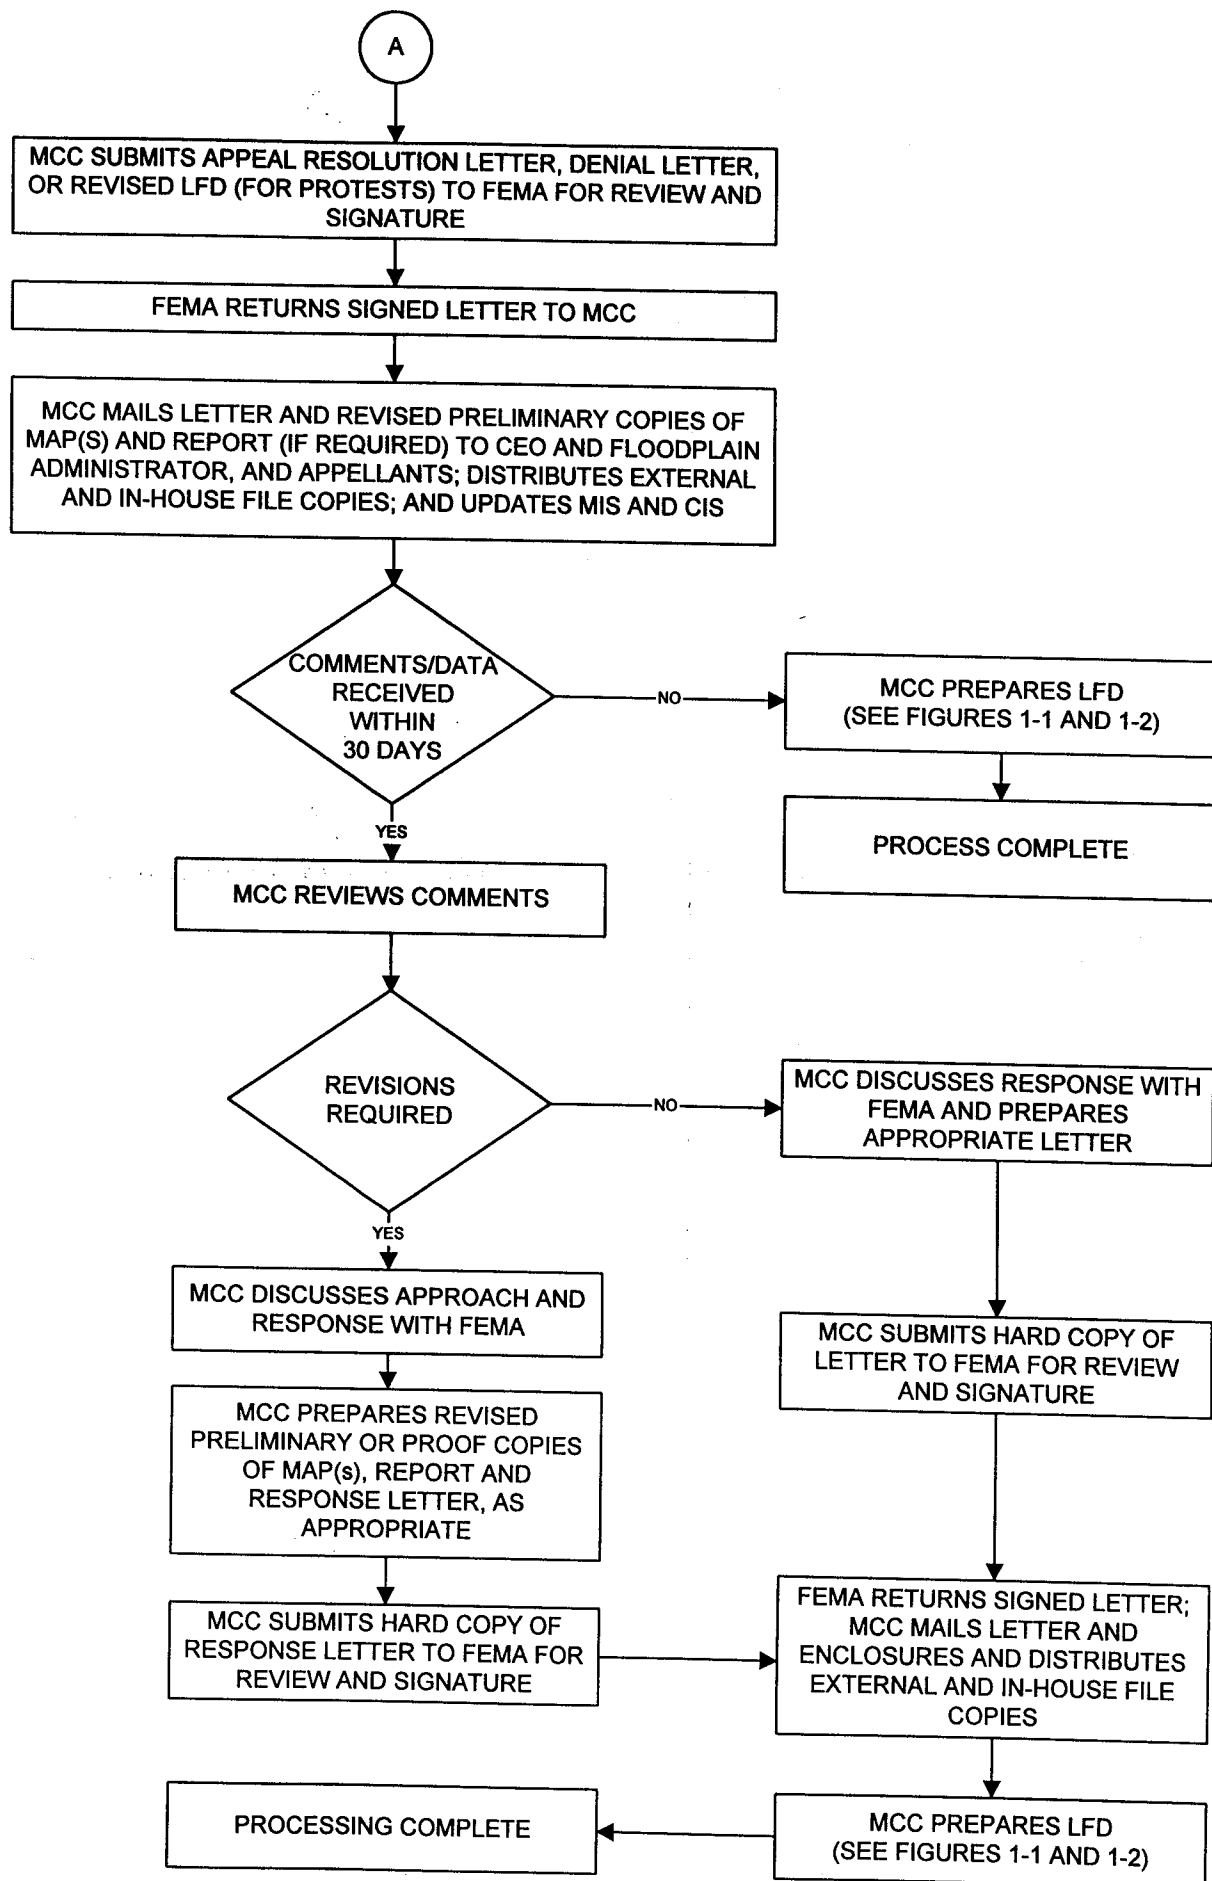 A
MCC SUBMITS APPEAL RESOLUTION LETTER, DENIAL LETTER,
OR REVISED LFD (FOR PROTESTS) TO FEMA FOR REVIEW AND
SIGNATURE
FEMA RETURNS SIGNED LETTER TO MCC
MCC MAILS LETTER AND REVISED PRELIMINARY COPIES OF
MAP(S) AND REPORT (IF REQUIRED) TO CEO AND FLOODPLAIN
ADMINISTRATOR, AND APPELLANTS; DISTRIBUTES EXTERNAL
AND IN-HOUSE FILE COPIES; AND UPDATES MIS AND CIS
COMMENTS/DATA
RECEIVED
WITHIN
30 DAYS
NO
MCC PREPARES LFD
(SEE FIGURES 1-1 AND 1-2)
PROCESS COMPLETE
YES
MCC REVIEWS COMMENTS
REVISIONS
REQUIRED
NO
MCC DISCUSSES RESPONSE WITH
FEMA AND PREPARES
APPROPRIATE LETTER
YES
MCC DISCUSSES APPROACH AND
RESPONSE WITH FEMA
MCC SUBMITS HARD COPY OF
LETTER TO FEMA FOR REVIEW
AND SIGNATURE
MCC PREPARES REVISED
PRELIMINARY OR PROOF COPIES
OF MAP(s), REPORT AND
RESPONSE LETTER, AS
APPROPRIATE
MCC SUBMITS HARD COPY OF
RESPONSE LETTER TO FEMA FOR
REVIEW AND SIGNATURE
FEMA RETURNS SIGNED LETTER;
MCC MAILS LETTER AND
ENCLOSURES AND DISTRIBUTES
EXTERNAL AND IN-HOUSE FILE
COPIES
MCC PREPARES LFD
(SEE FIGURES 1-1 AND 1-2)
PROCESSING COMPLETE